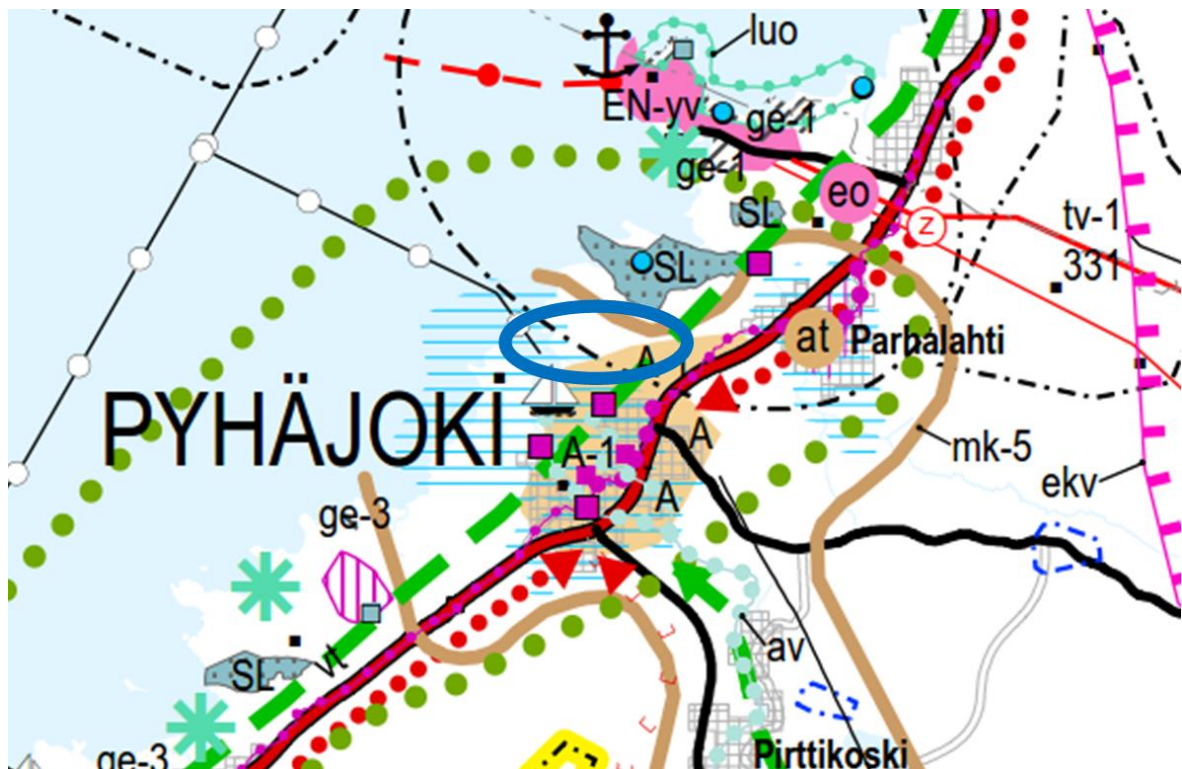 luo
EN-yv
ge-1
ge-1
eo
SL
z
tv-1
331
SL
at
Parhalahti
A
PYHÄJOKI
A
mk-5
A-1
ekv
A
ge-3
av
SL
vt
Pirttikoski
ge-3